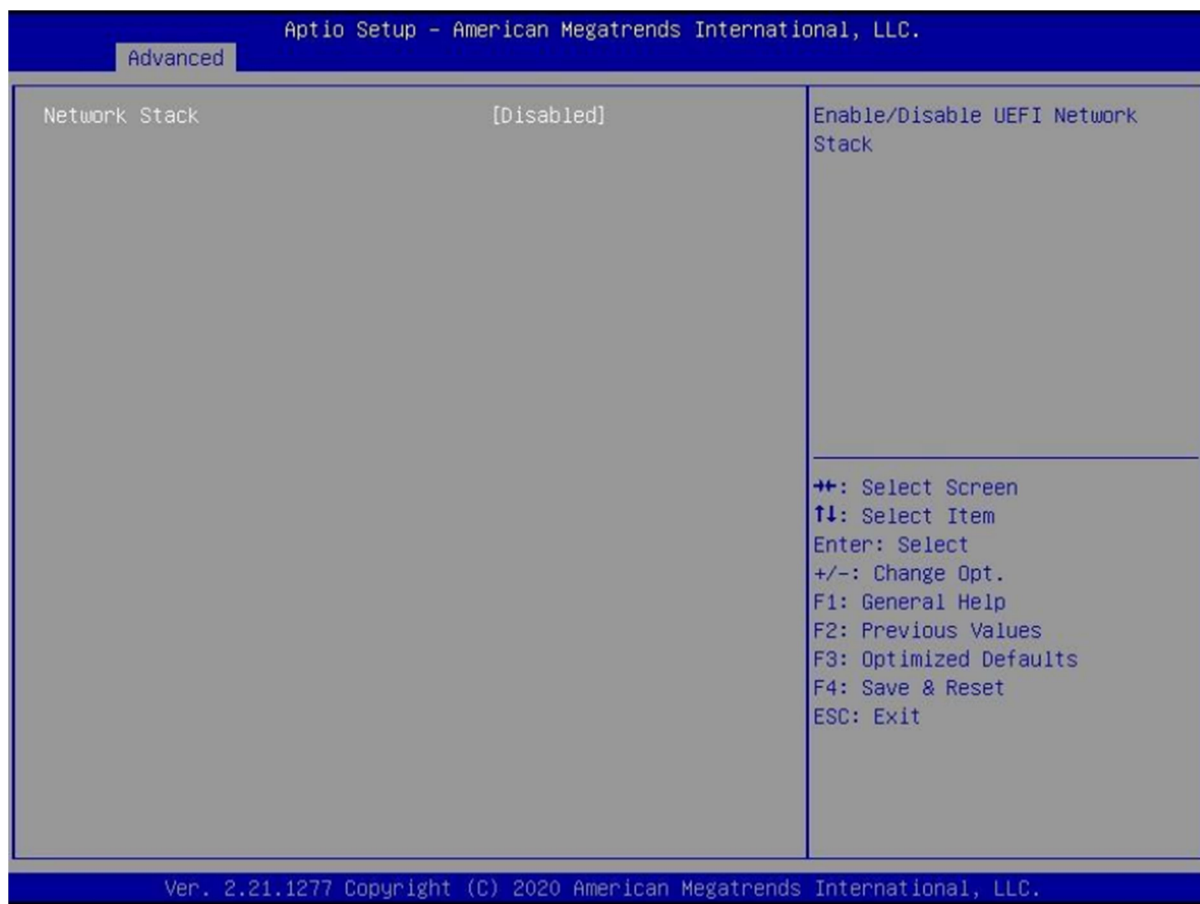 Aptio Setup – American Megatrends International, LLC.
Advanced
Network Stack [Disabled]
Enable/Disable UEFI Network
Stack
→←: Select Screen
↑↓: Select Item
Enter: Select
+/-: Change Opt.
F1: General Help
F2: Previous Values
F3: Optimized Defaults
F4: Save & Reset
ESC: Exit
Ver. 2.21.1277 Copyright (C) 2020 American Megatrends International, LLC.